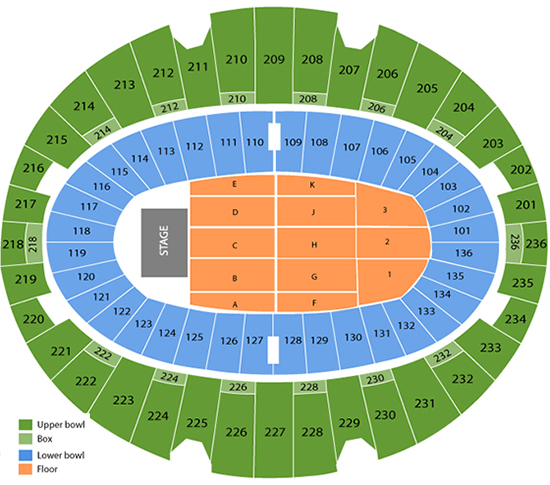 209
210 208
211 207
212 206
213 205
210 208
214 212 206 204
215 214 204 203
111 110 109 108
112 107
113 106
114 105
115 104
216 202
116 103
117 102
217 201
118 101
218 218 236 236
119 136
219 235
120 135
121 134
220 234
122 133
123 132
124 131
125 130
126 127 128 129
221 222 232 233
222 224 230 232
226 228
223 231
224 230
225 229
226 227 228
E K
D J 3
STAGE
C H 2
B G 1
A F
Upper bowl
Box
Lower bowl
Floor